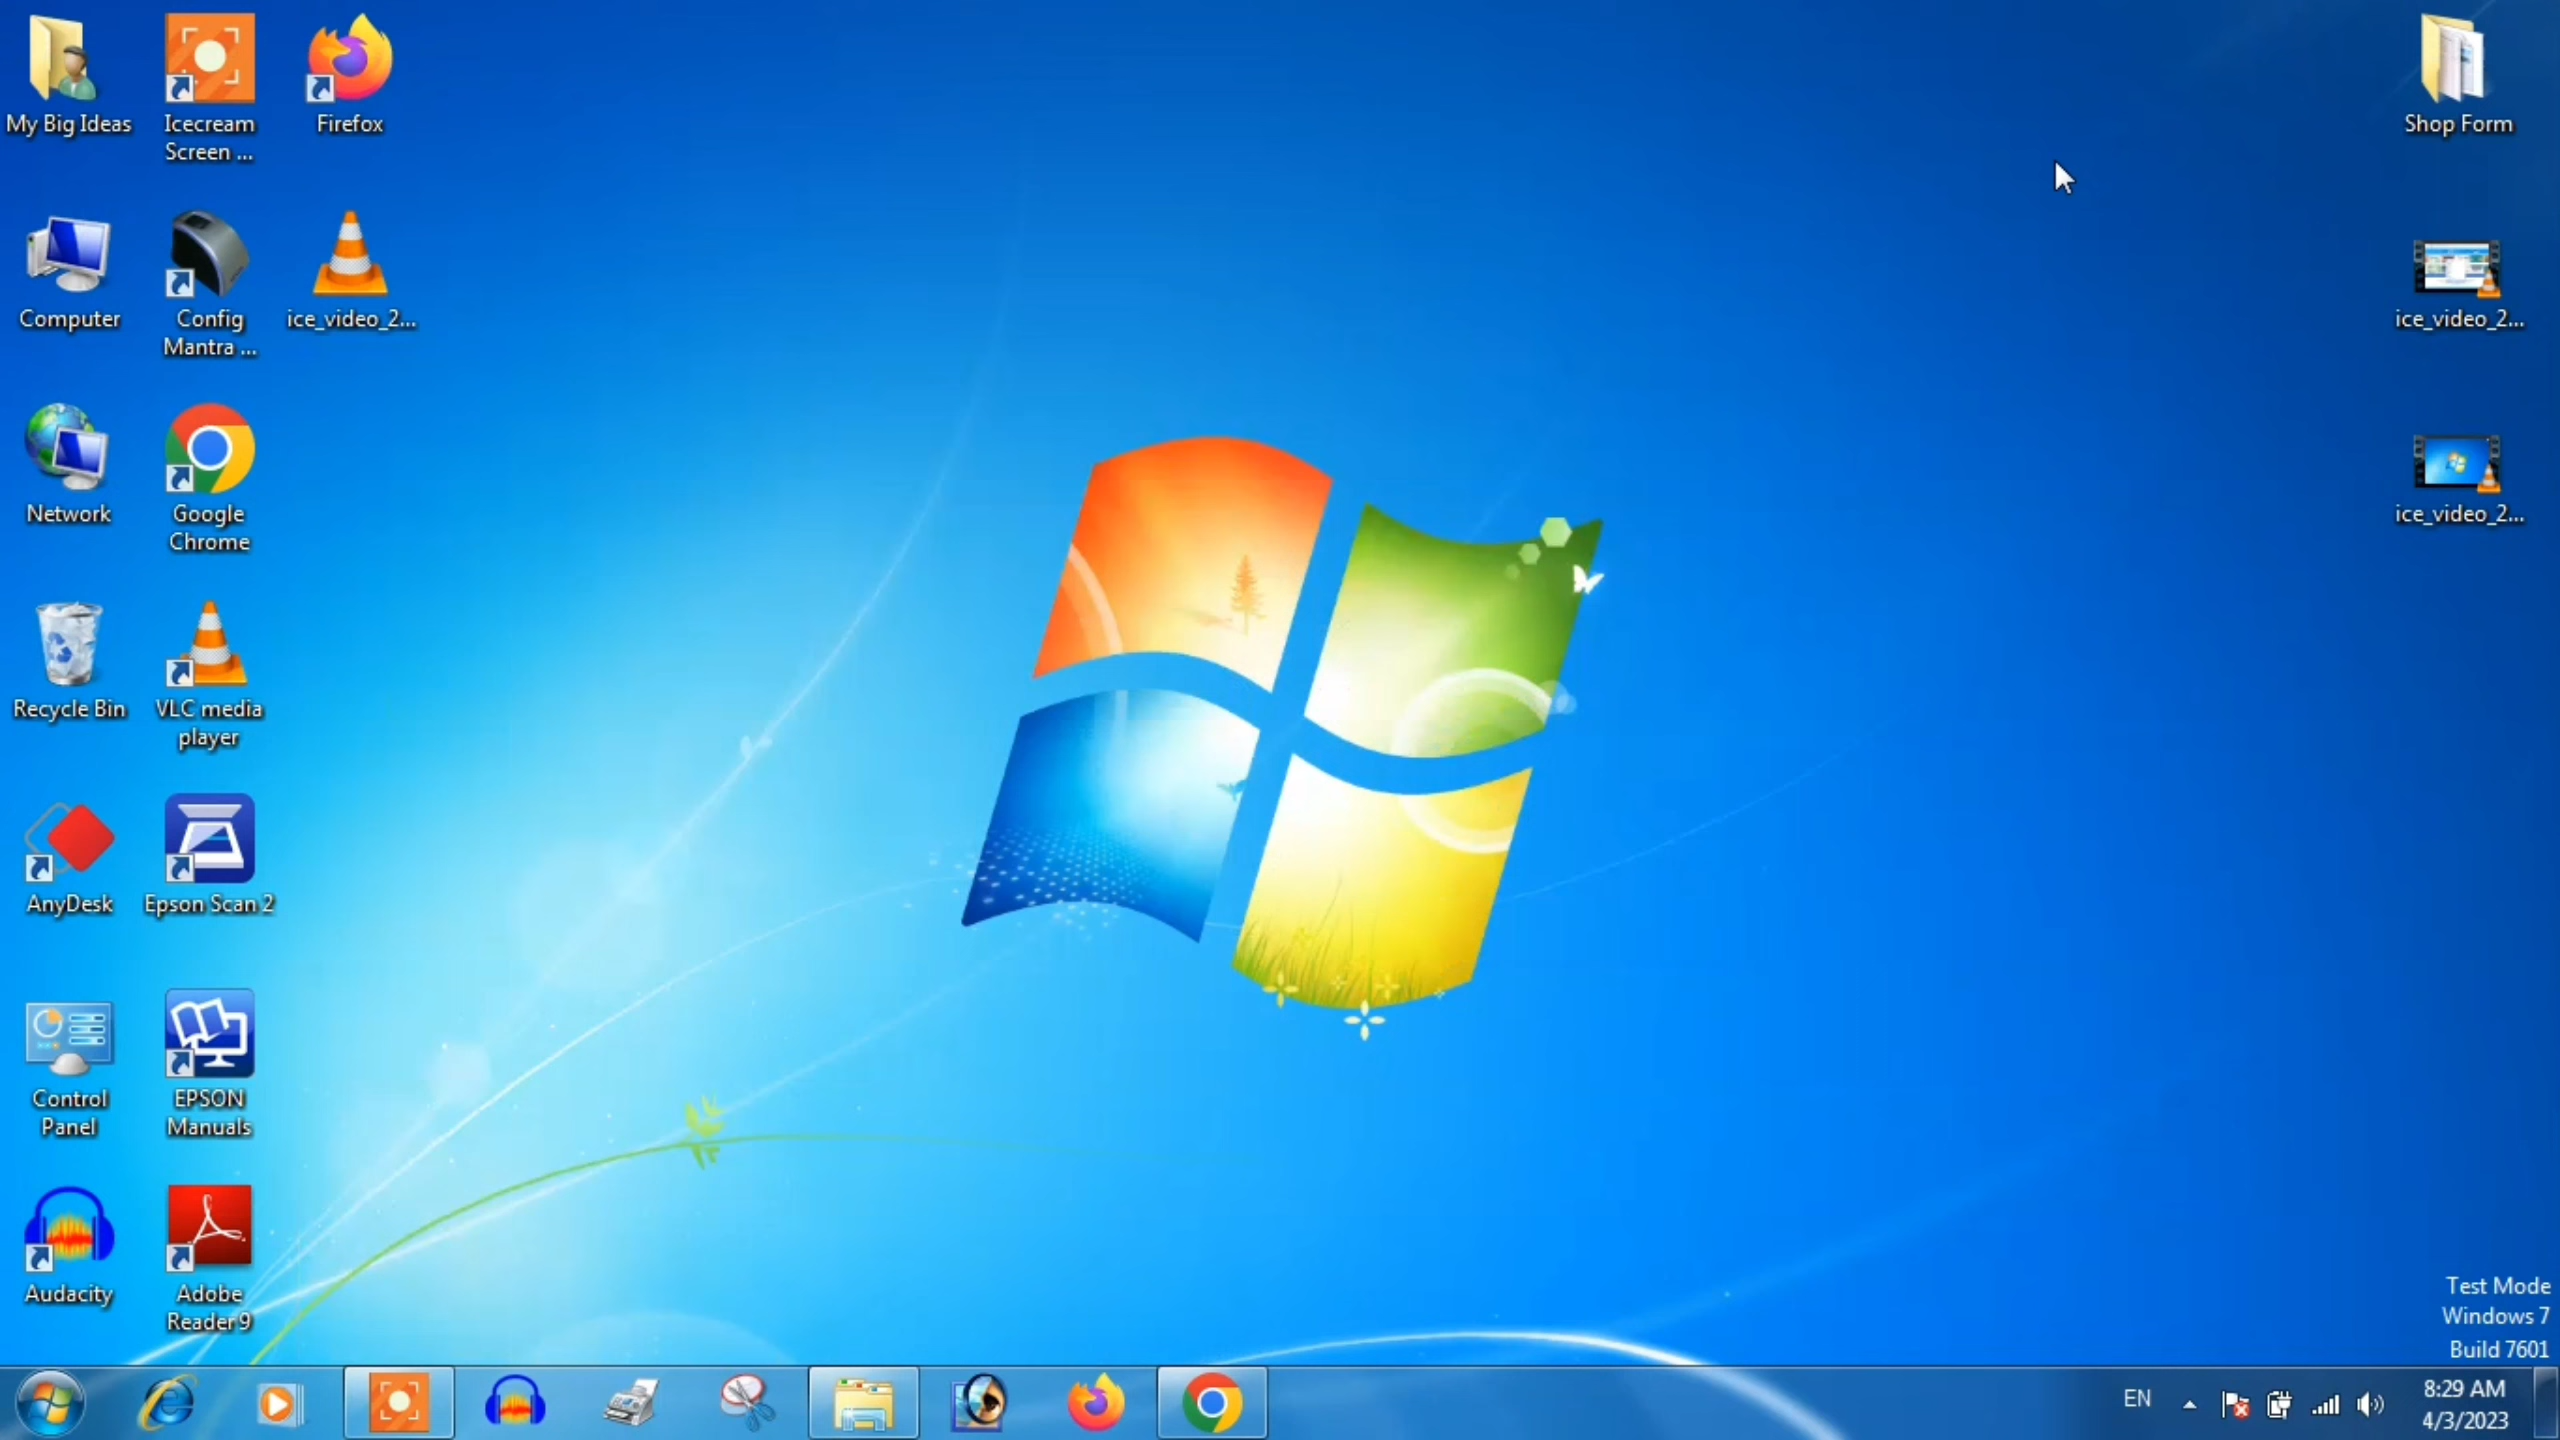 My Big Ideas
Icecream
Screen ...
Firefox
Shop Form
Computer
Config
Mantra ...
ice_video_2...
ice_video_2...
Network
Google
Chrome
ice_video_2...
Recycle Bin
VLC media
player
AnyDesk
Epson Scan 2
Control
Panel
EPSON
Manuals
Audacity
Adobe
Reader 9
Test Mode
Windows 7
Build 7601
EN
8:29 AM
4/3/2023